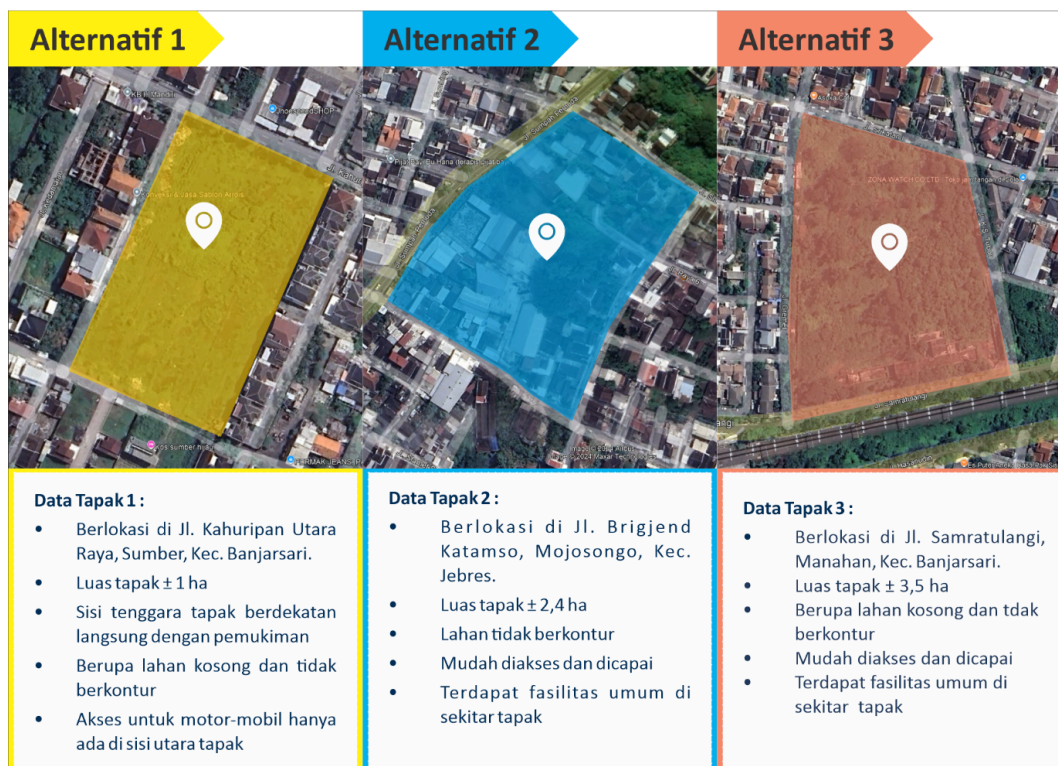 Alternatif 1
Alternatif 2
Alternatif 3
Kos sumber hijau
Data Tapak 1 :
• Berlokasi di Jl. Kahuripan Utara
Raya, Sumber, Kec. Banjarsari.
• Luas tapak ± 1 ha
• Sisi tenggara tapak berdekatan
langsung dengan pemukiman
• Berupa lahan kosong dan tidak
berkontur
• Akses untuk motor-mobil hanya
ada di sisi utara tapak
Data Tapak 2 :
• Berlokasi di Jl. Brigjend
Katamso, Mojosongo, Kec.
Jebres.
• Luas tapak ± 2,4 ha
• Lahan tidak berkontur
• Mudah diakses dan dicapai
• Terdapat fasilitas umum di
sekitar tapak
Data Tapak 3 :
• Berlokasi di Jl. Samratulangi,
Manahan, Kec. Banjarsari.
• Luas tapak ± 3,5 ha
• Berupa lahan kosong dan tdak
berkontur
• Mudah diakses dan dicapai
• Terdapat fasilitas umum di
sekitar tapak